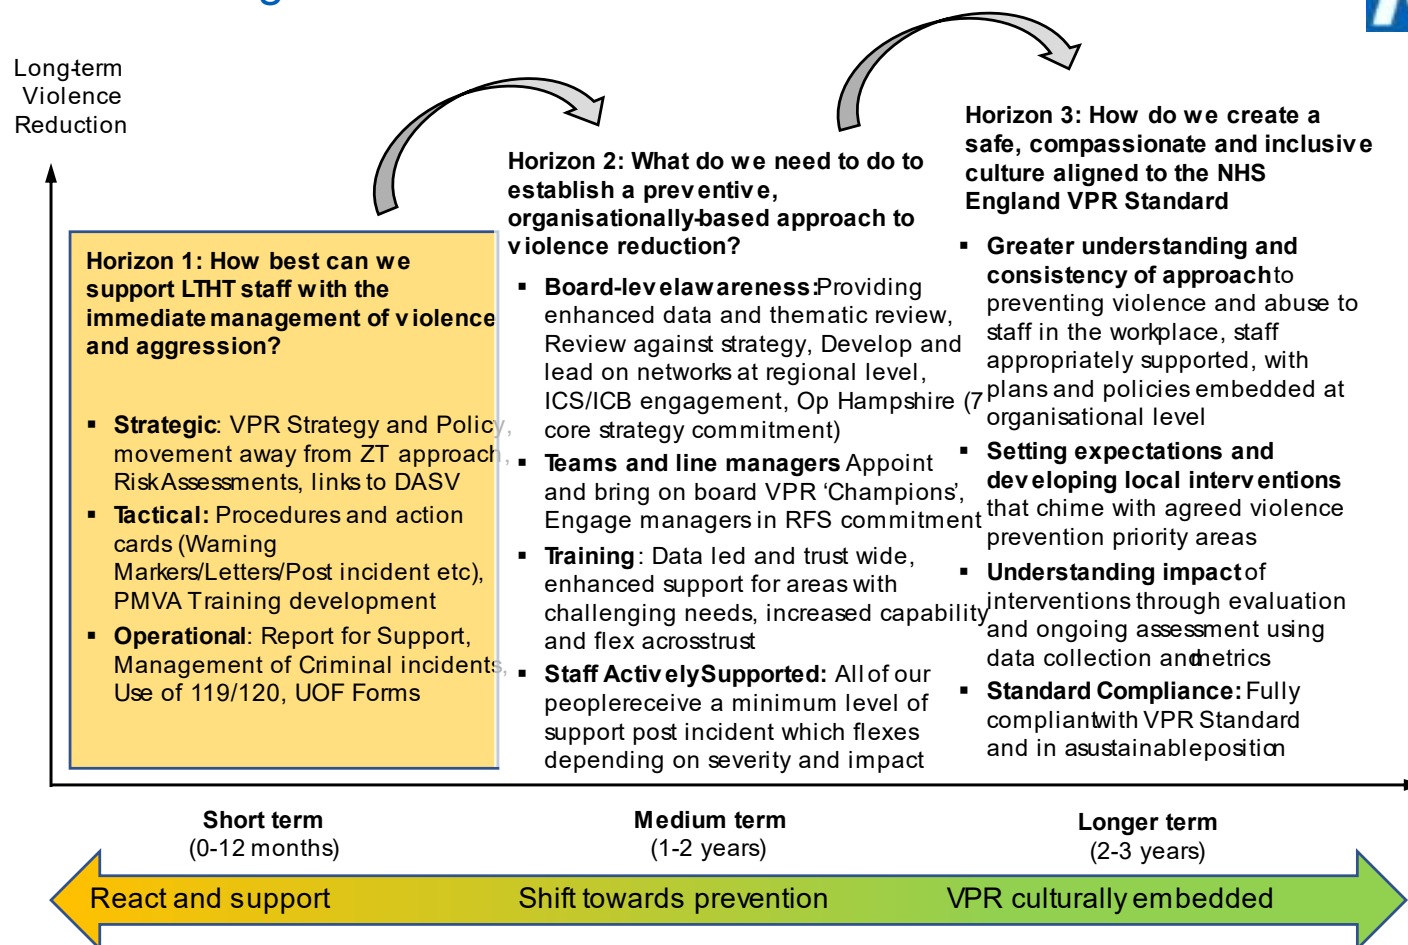 Long-term
Violence
Reduction
Horizon 1: How best can we
support LTHT staff with the
immediate management of violence
and aggression?
▪ Strategic: VPR Strategy and Policy,
movement away from ZT approach,
Risk Assessments, links to DASV
▪ Tactical: Procedures and action
cards (Warning
Markers/Letters/Post incident etc),
PMVA Training development
▪ Operational: Report for Support,
Management of Criminal incidents,
Use of 119/120, UOF Forms
Horizon 2: What do we need to do to
establish a preventive,
organisationally-based approach to
violence reduction?
▪ Board-level awareness: Providing
enhanced data and thematic review,
Review against strategy, Develop and
lead on networks at regional level,
ICS/ICB engagement, Op Hampshire (7
core strategy commitment)
▪ Teams and line managers Appoint
and bring on board VPR ‘Champions’,
Engage managers in RFS commitment
▪ Training: Data led and trust wide,
enhanced support for areas with
challenging needs, increased capability
and flex across trust
▪ Staff Actively Supported: All of our
people receive a minimum level of
support post incident which flexes
depending on severity and impact
Horizon 3: How do we create a
safe, compassionate and inclusive
culture aligned to the NHS
England VPR Standard
▪ Greater understanding and
consistency of approach to
preventing violence and abuse to
staff in the workplace, staff
appropriately supported, with
plans and policies embedded at
organisational level
▪ Setting expectations and
developing local interventions
that chime with agreed violence
prevention priority areas
▪ Understanding impact of
interventions through evaluation
and ongoing assessment using
data collection and metrics
▪ Standard Compliance: Fully
compliant with VPR Standard
and in a sustainable position
Short term
(0-12 months)
Medium term
(1-2 years)
Longer term
(2-3 years)
React and support
Shift towards prevention
VPR culturally embedded